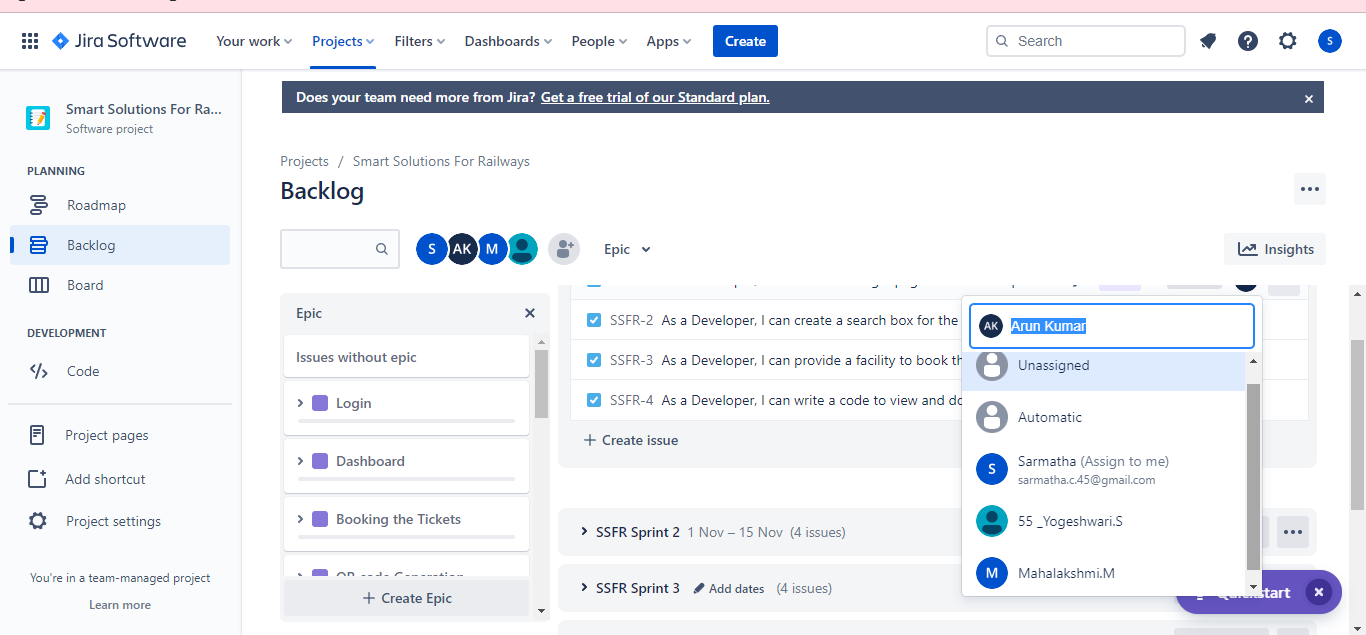 Jira Software
Your work
Projects
Filters
Dashboards
People
Apps
Create
Search
S
Does your team need more from Jira? Get a free trial of our Standard plan.
Smart Solutions For Ra...
Software project
PLANNING
Roadmap
Backlog
Board
DEVELOPMENT
Code
Project pages
Add shortcut
Project settings
You're in a team-managed project
Learn more
Projects / Smart Solutions For Railways
Backlog
S AK M
Epic
Insights
Epic
Issues without epic
Login
Dashboard
Booking the Tickets
Create Epic
SSFR-2 As a Developer, I can create a search box for the
SSFR-3 As a Developer, I can provide a facility to book
SSFR-4 As a Developer, I can write a code to view and
Create issue
SSFR Sprint 2 1 Nov – 15 Nov (4 issues)
SSFR Sprint 3 Add dates (4 issues)
AK Arun Kumar
Unassigned
Automatic
S Sarmatha (Assign to me)
sarmatha.c.45@gmail.com
55 _Yogeshwari.S
M Mahalakshmi.M